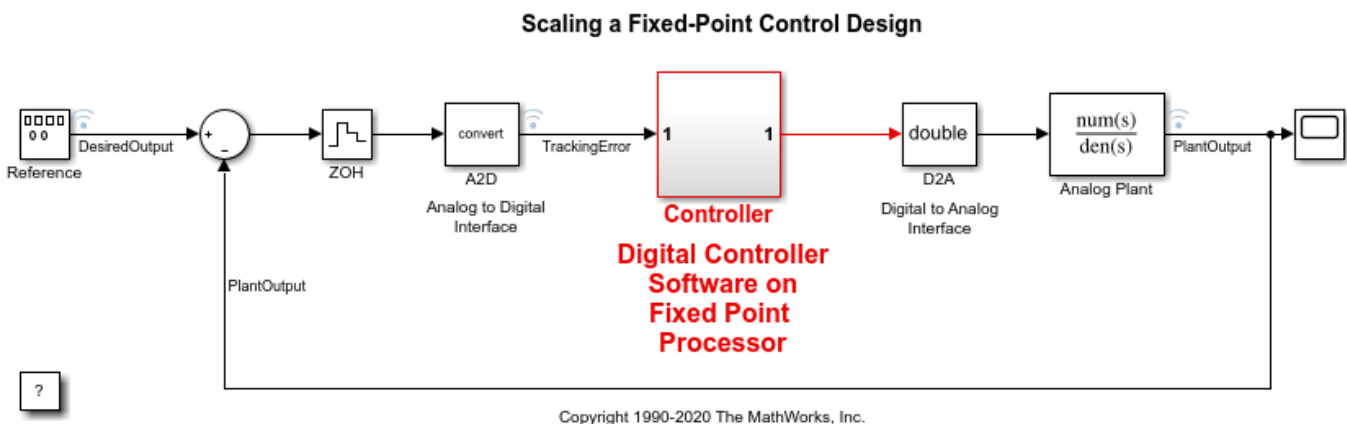 Scaling a Fixed-Point Control Design
DesiredOutput
Reference
+
−
ZOH
convert
A2D
Analog to Digital
Interface
TrackingError
1
1
Controller
Digital Controller
Software on
Fixed Point
Processor
double
D2A
Digital to Analog
Interface
num(s)
den(s)
Analog Plant
PlantOutput
PlantOutput
?
Copyright 1990-2020 The MathWorks, Inc.